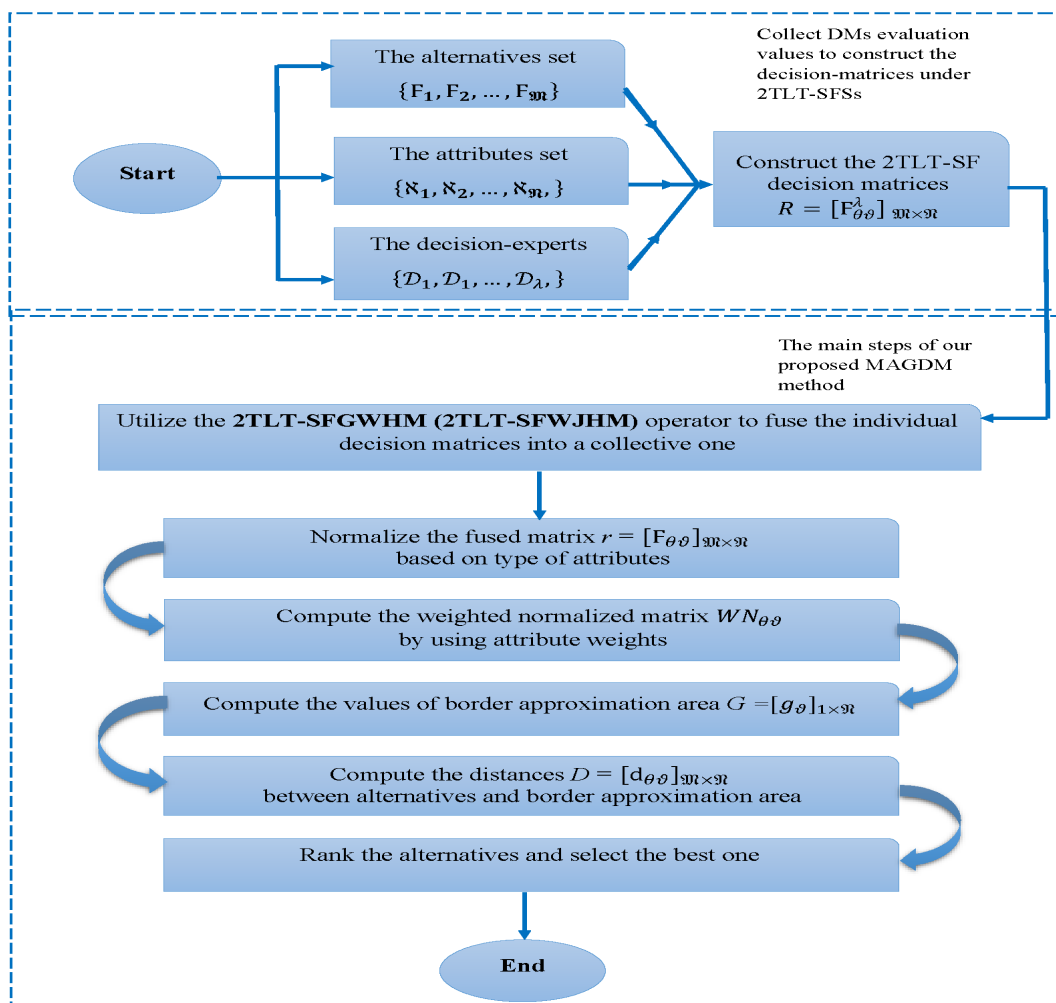 Collect DMs evaluation
values to construct the
decision-matrices under
2TLT-SFSs
The alternatives set
{F₁, F₂, ..., F𝔐}
Start
The attributes set
{ℵ₁, ℵ₂, ..., ℵ𝔑,}
The decision-experts
{𝒟₁, 𝒟₁, ..., 𝒟λ,}
Construct the 2TLT-SF
decision matrices
R = [F^λ_θϑ] 𝔐×𝔑
The main steps of our
proposed MAGDM
method
Utilize the 2TLT-SFGWHM (2TLT-SFWJHM) operator to fuse the individual
decision matrices into a collective one
Normalize the fused matrix r = [F_θϑ]𝔐×𝔑
based on type of attributes
Compute the weighted normalized matrix WN_θϑ
by using attribute weights
Compute the values of border approximation area G =[g_ϑ]₁×𝔑
Compute the distances D = [d_θϑ]𝔐×𝔑
between alternatives and border approximation area
Rank the alternatives and select the best one
End